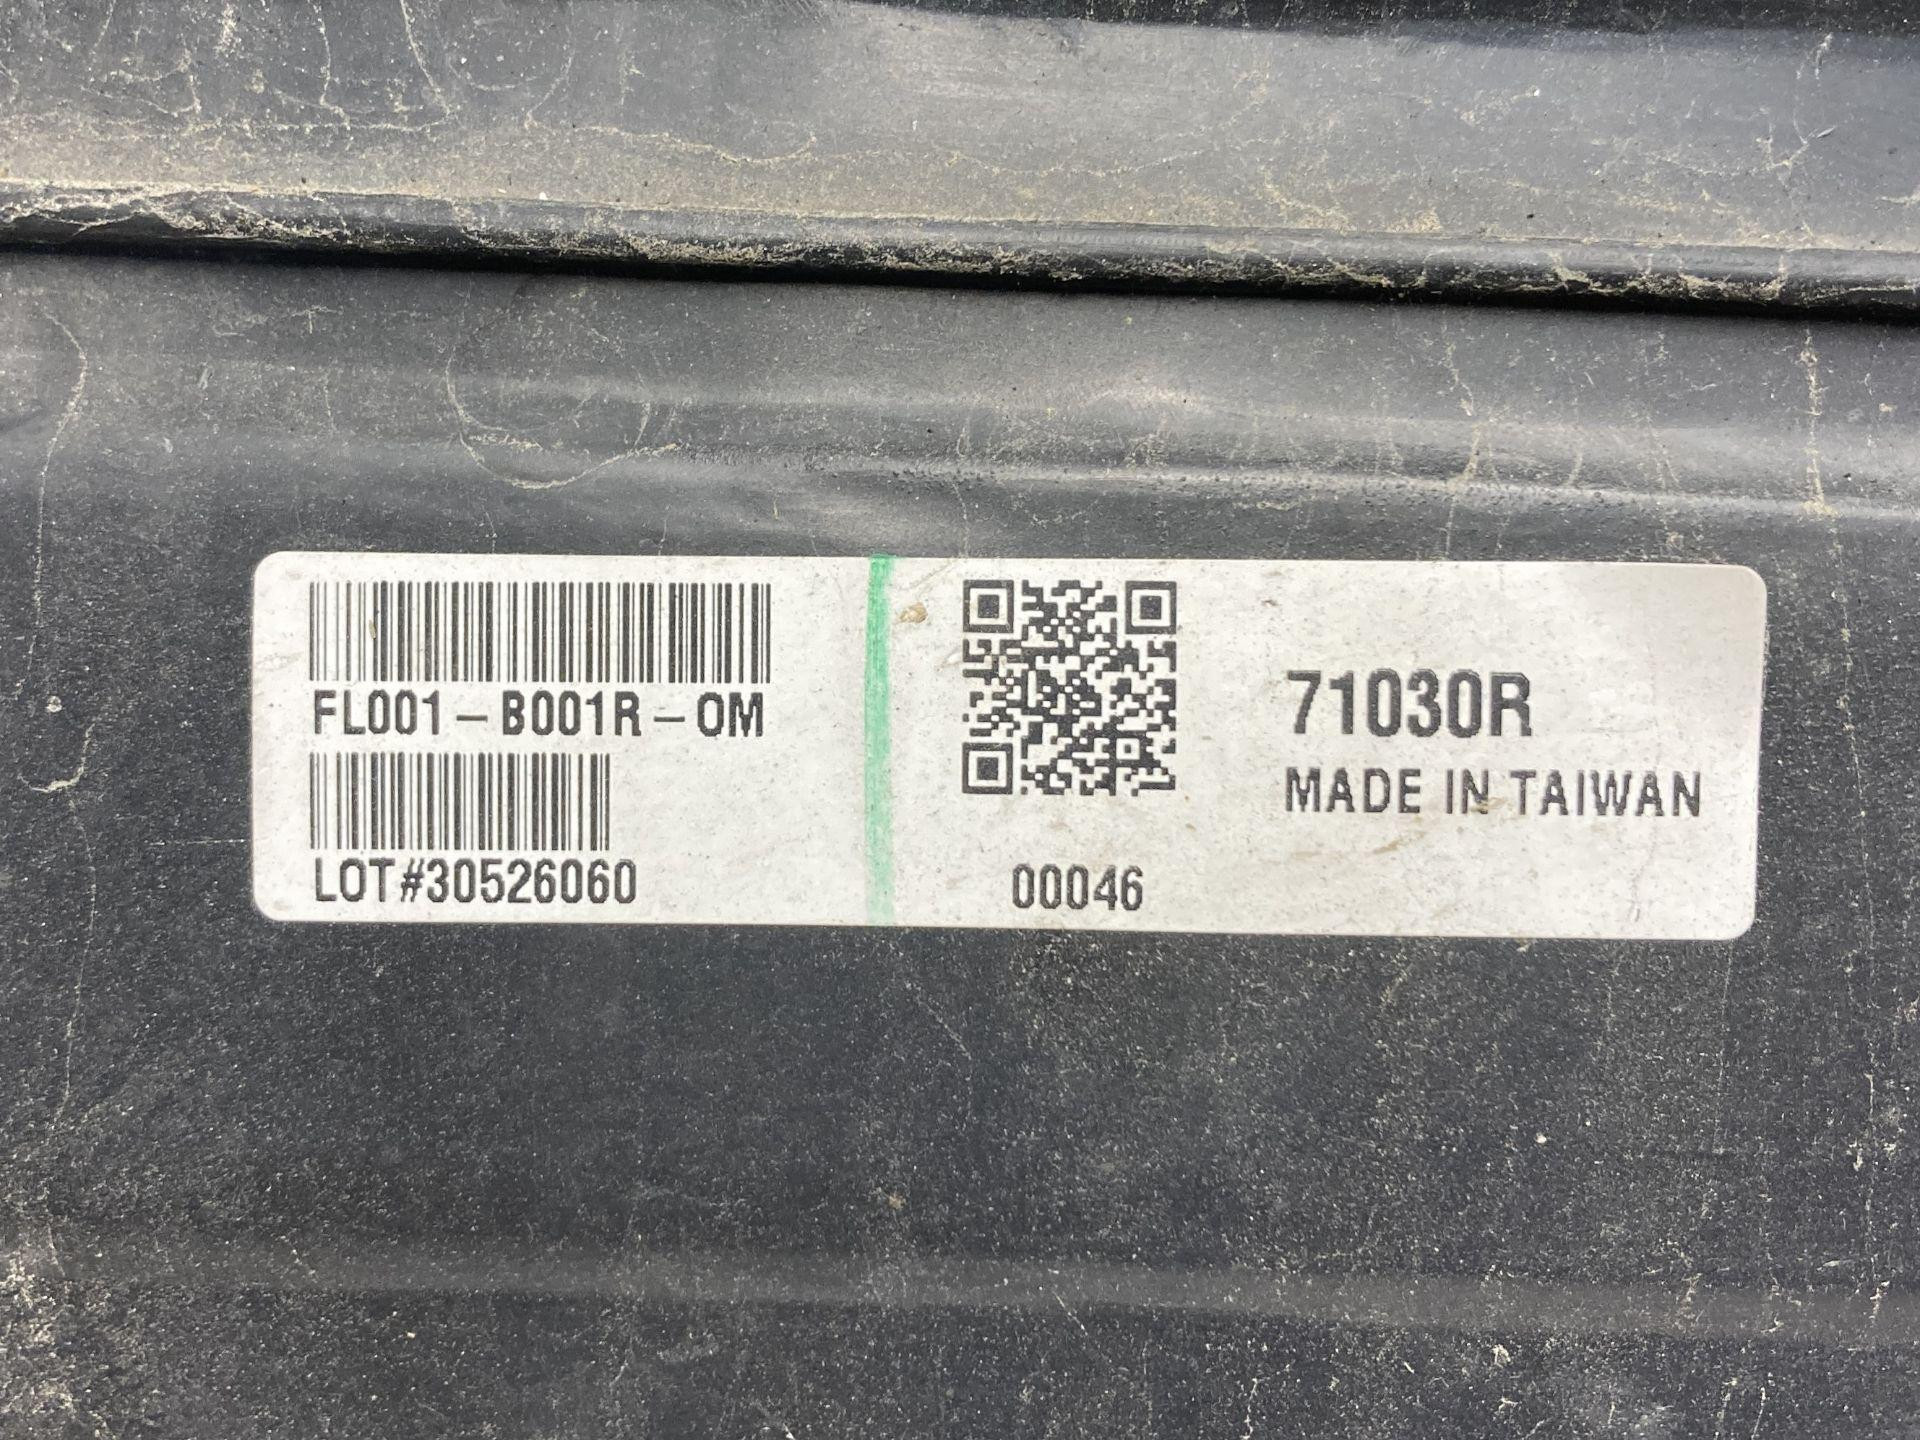 FL001-B001R-OM
LOT#30526060
00046
71030R
MADE IN TAIWAN